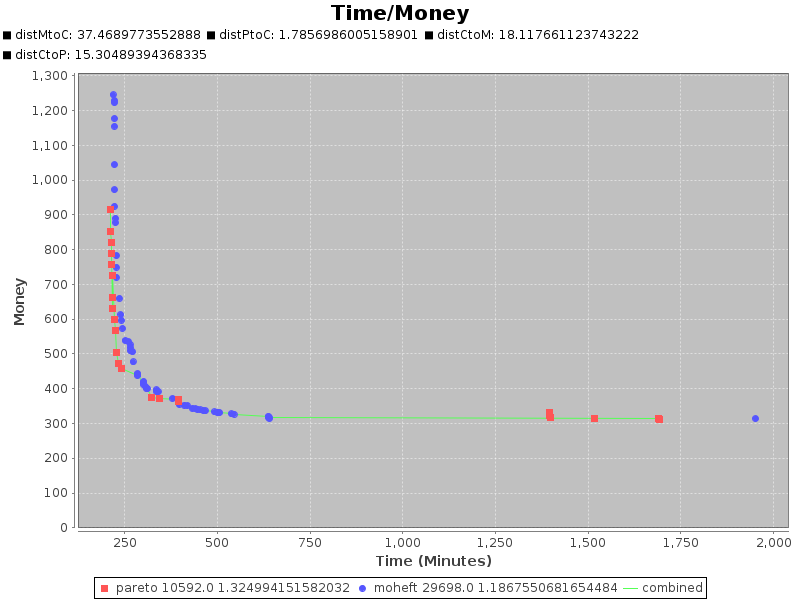 Time/Money
■ distMtoC: 37.4689773552888 ■ distPtoC: 1.7856986005158901 ■ distCtoM: 18.117661123743222
■ distCtoP: 15.30489394368335
1,300
1,200
1,100
1,000
900
800
700
600
500
400
300
200
100
0
Money
250 500 750 1,000 1,250 1,500 1,750 2,000
Time (Minutes)
pareto 10592.0 1.324994151582032 moheft 29698.0 1.1867550681654484 combined